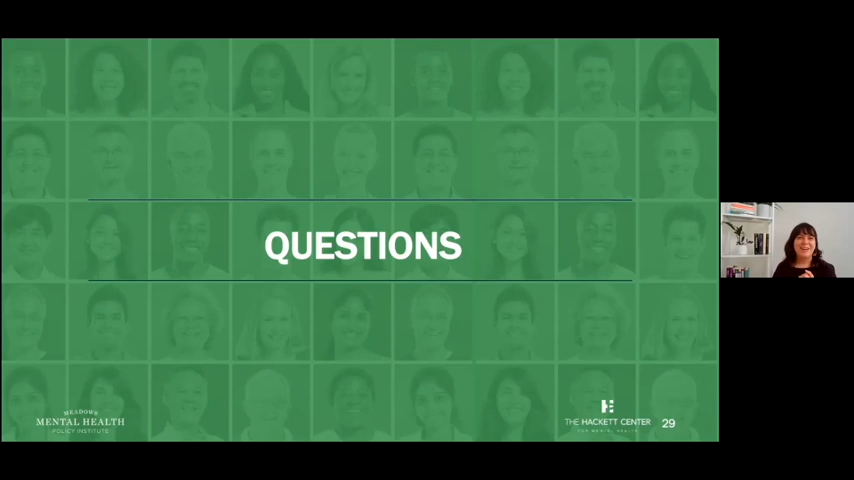 QUESTIONS
MEADOWS
MENTAL HEALTH
POLICY INSTITUTE
THE HACKETT CENTER
FOR MENTAL HEALTH
29